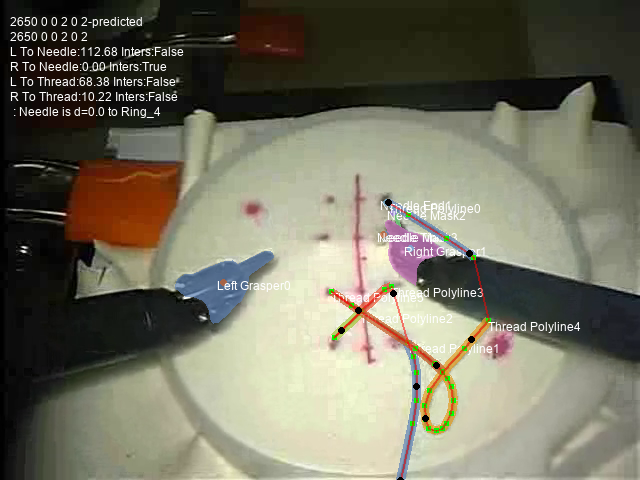 2650 0 0 2 0 2-predicted
2650 0 0 2 0 2
L To Needle:112.68 Inters:False
R To Needle:0.00 Inters:True
L To Thread:68.38 Inters:False
R To Thread:10.22 Inters:False
: Needle is d=0.0 to Ring_4
Thread Polyline0
Needle Mask2
Needle
Right Grasper1
Left Grasper0
Thread Polyline3
Polyline2
Thread Polyline4
Polyline1